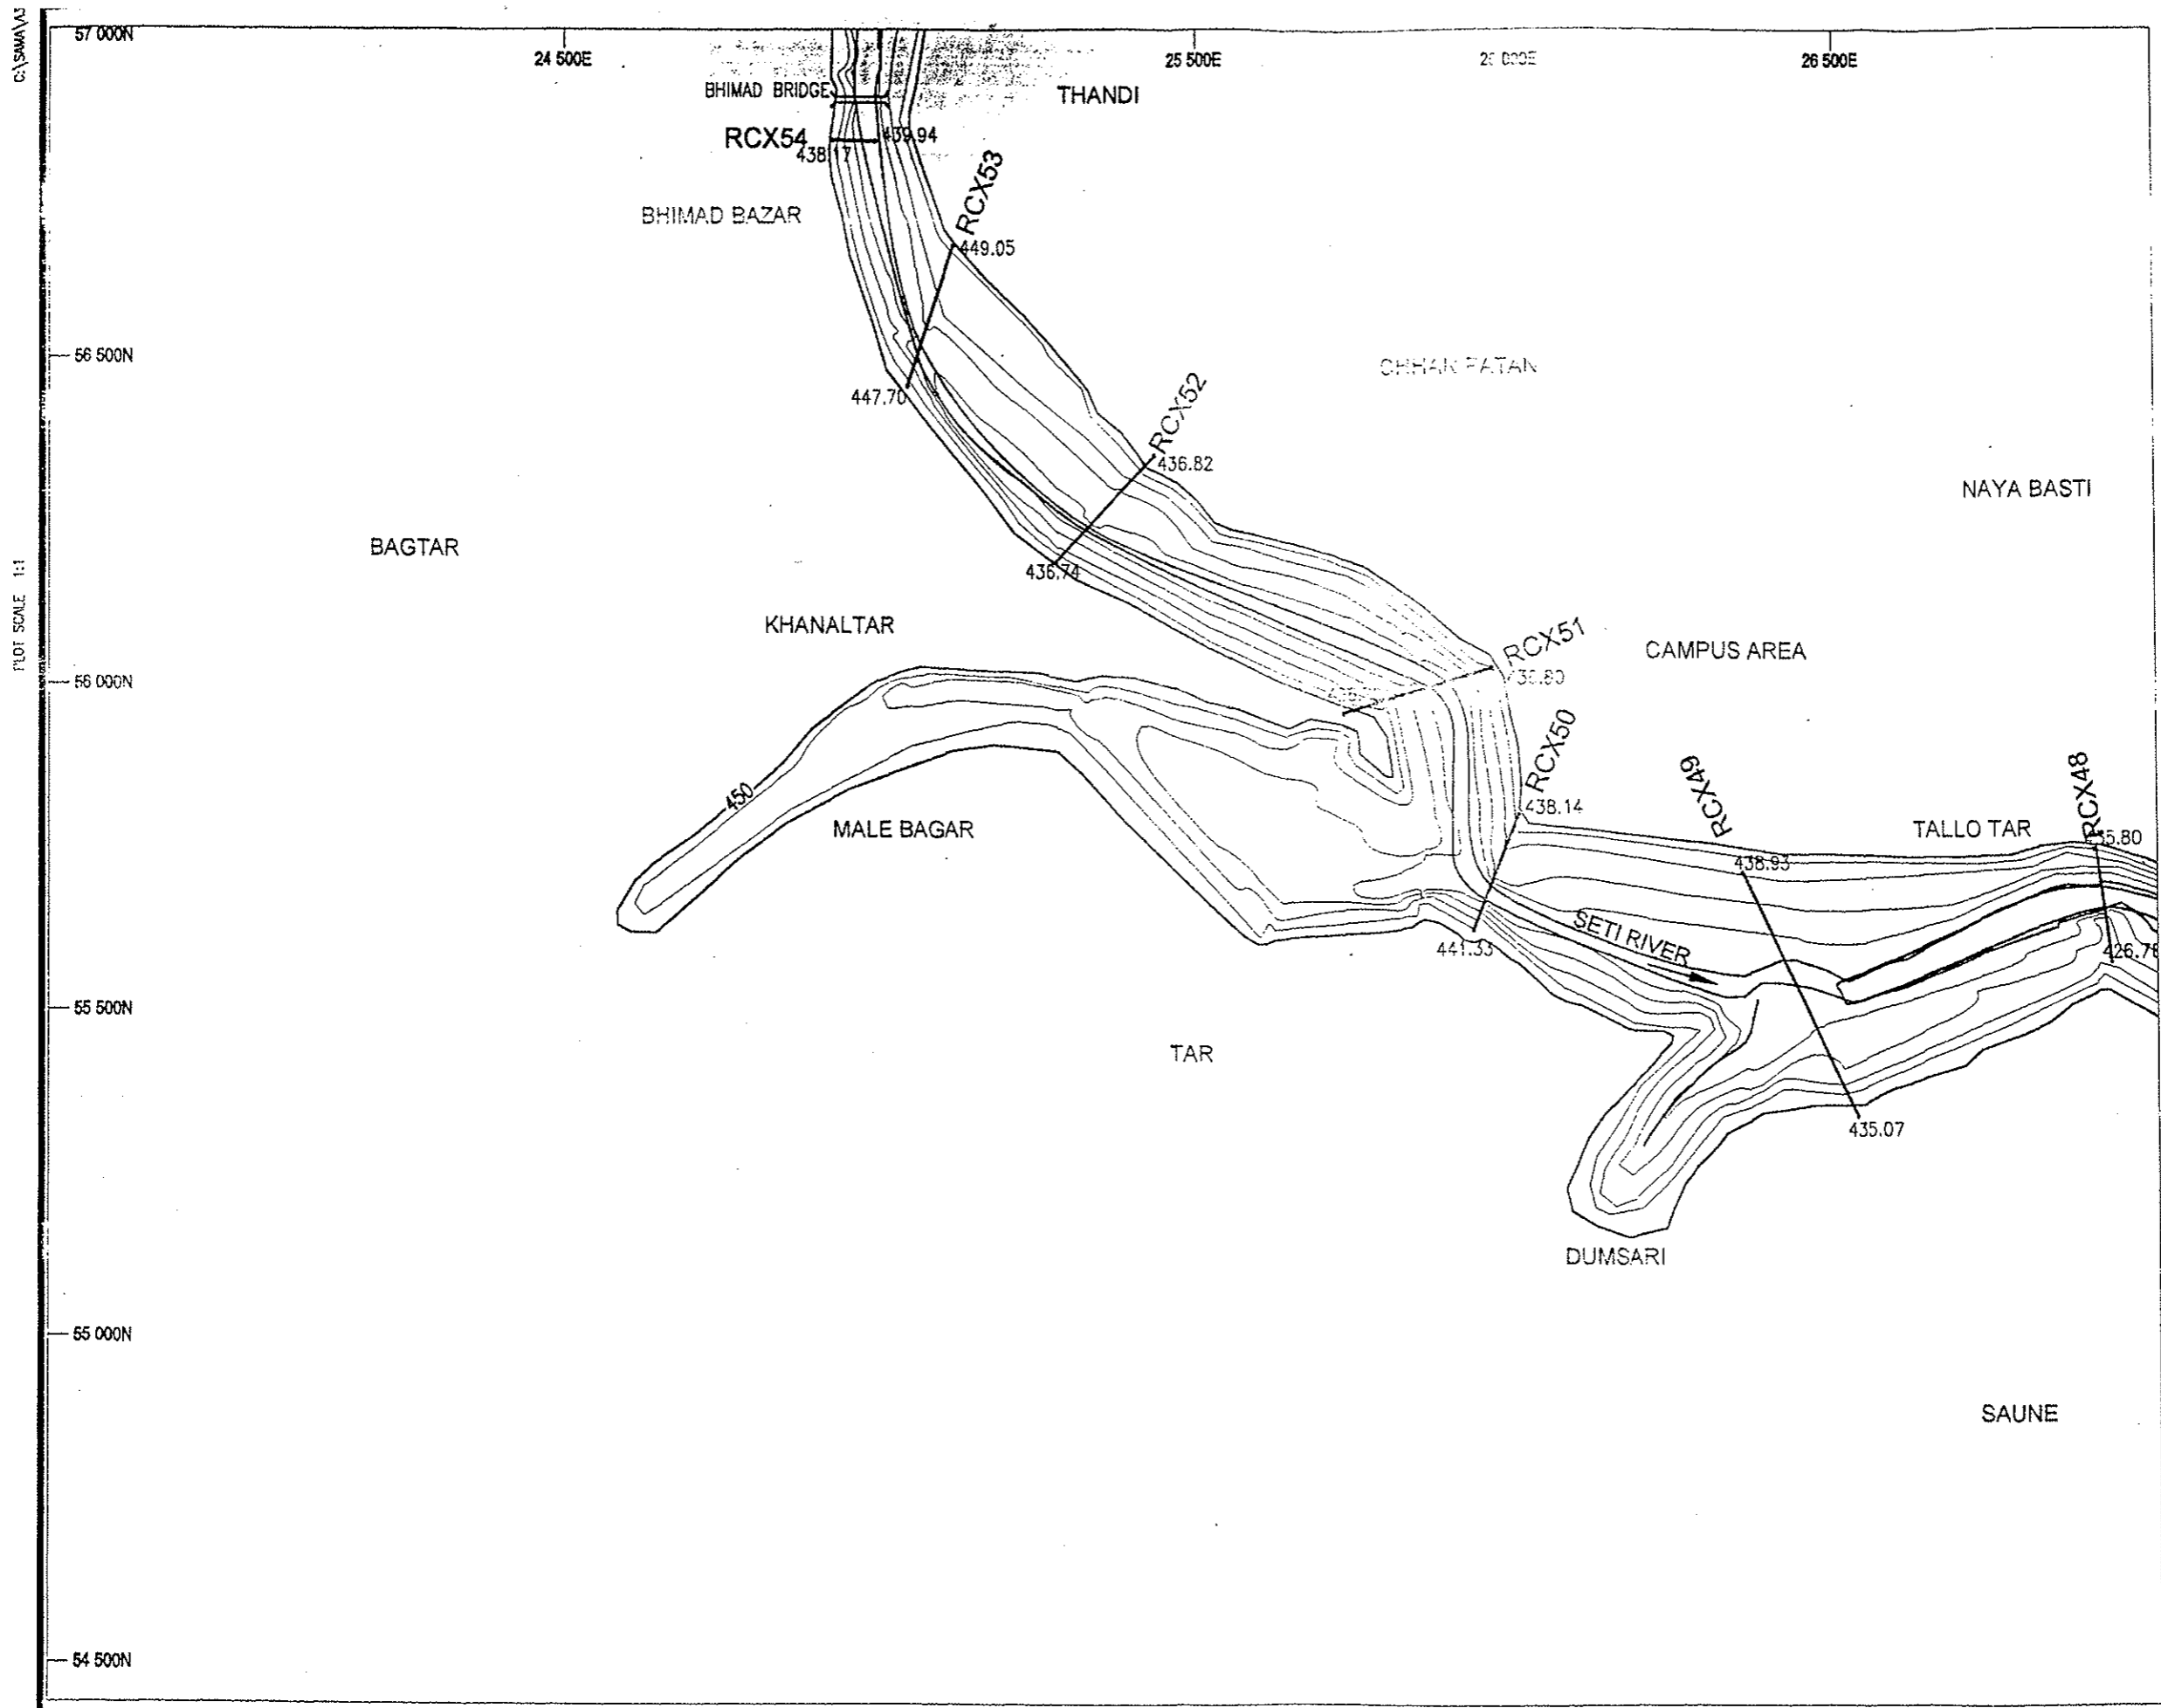 57 000N
24 500E
25 500E
26 500E
BHIMAD BRIDGE
THANDI
RCX54
439.94
438.17
RCX53
BHIMAD BAZAR
449.05
56 500N
447.70
RCX52
436.82
NAYA BASTI
BAGTAR
436.74
PLOT SCALE 1:1
KHANALTAR
RCX51
CAMPUS AREA
56 000N
RCX50
RCX49
RCX48
450
438.14
MALE BAGAR
TALLO TAR
438.93
SETI RIVER
441.33
55 500N
TAR
435.07
DUMSARI
55 000N
SAUNE
54 500N